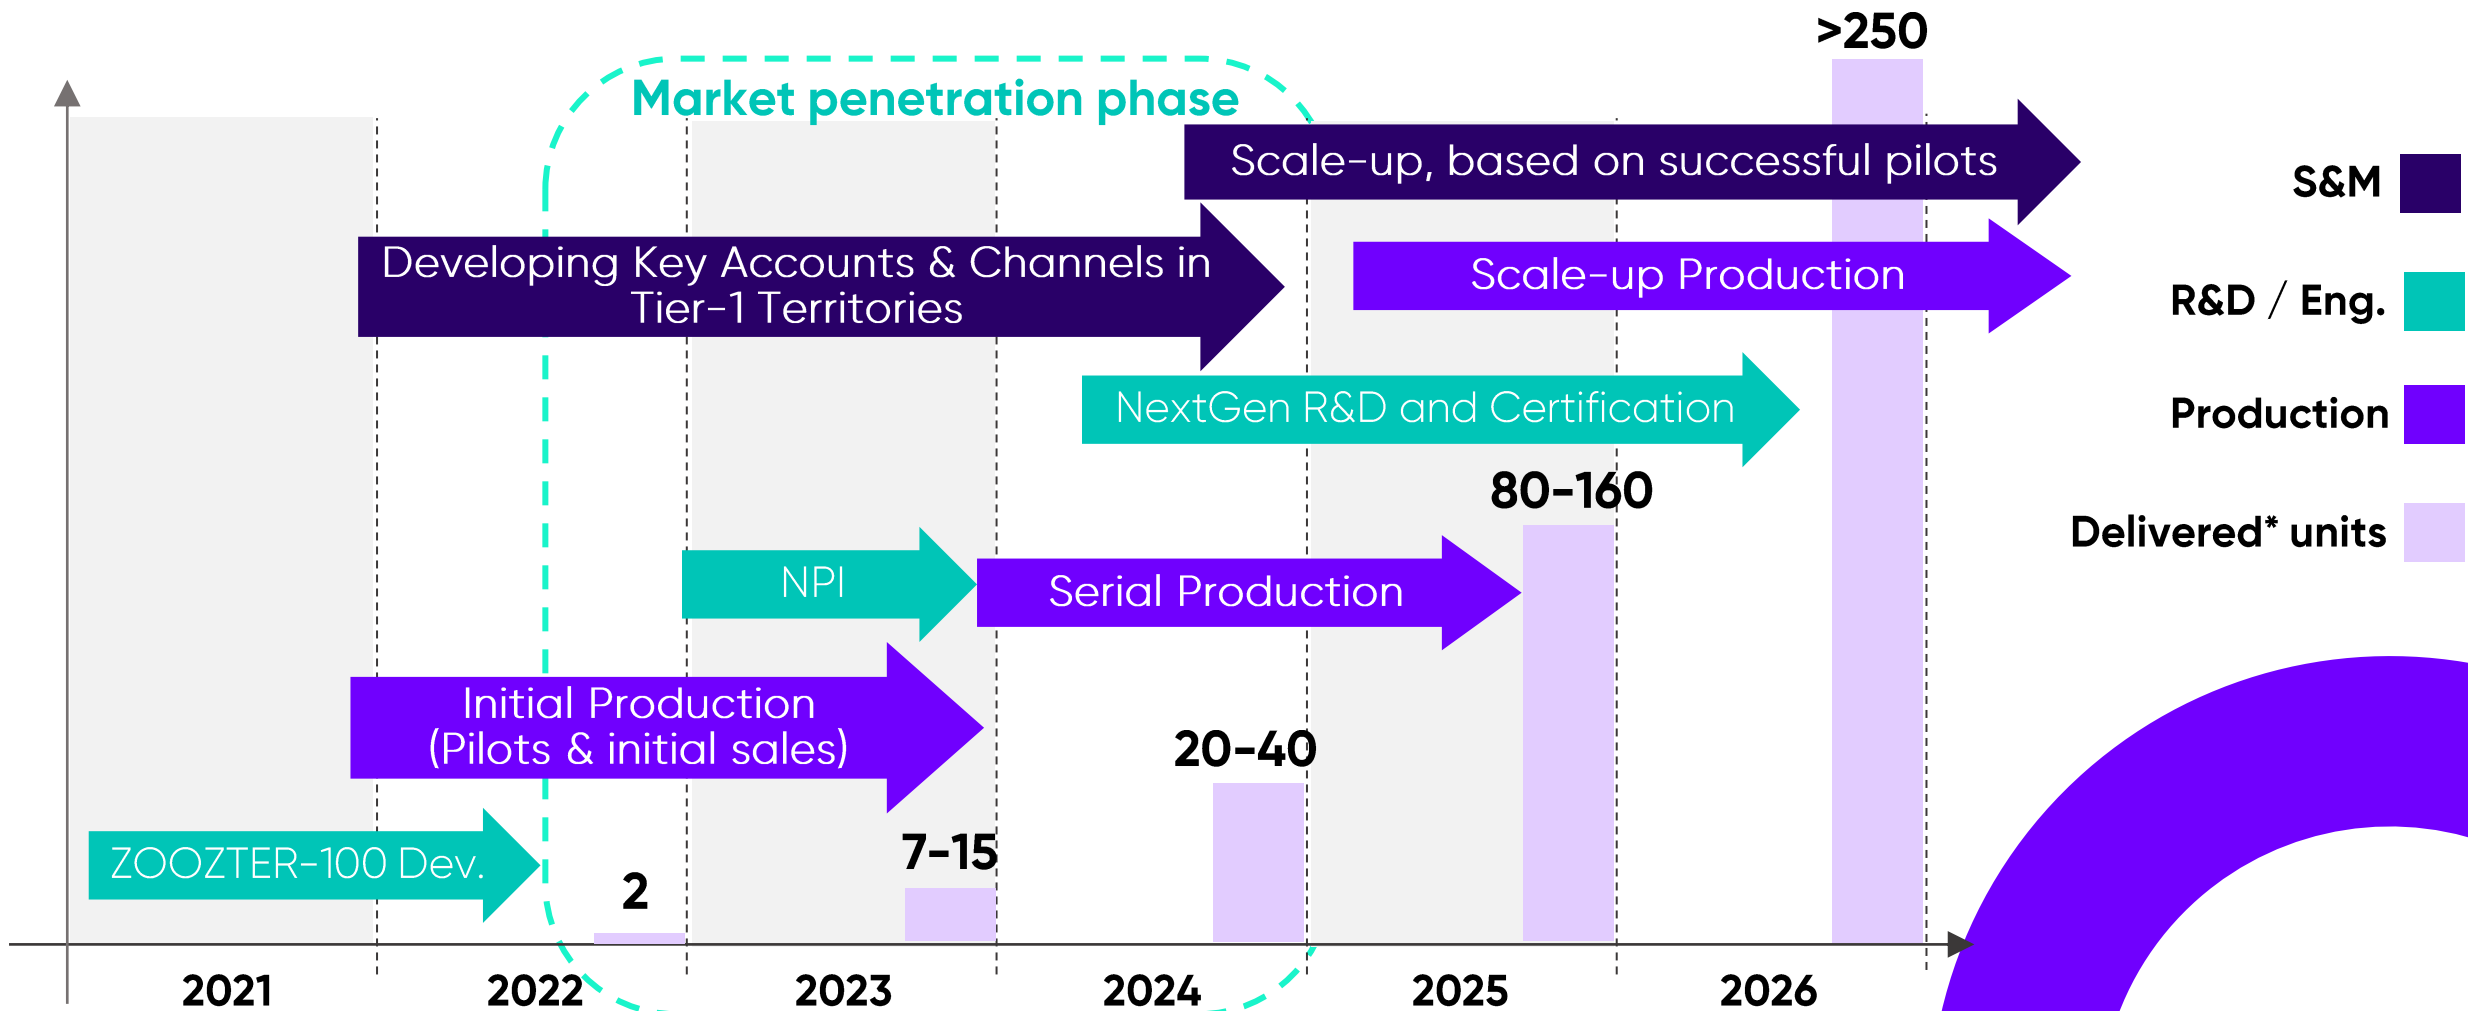 >250
Market penetration phase
Scale-up, based on successful pilots
S&M
Developing Key Accounts & Channels in
Tier-1 Territories
Scale-up Production
R&D / Eng.
NextGen R&D and Certification
Production
80-160
Delivered* units
NPI
Serial Production
Initial Production
(Pilots & initial sales)
20-40
7-15
ZOOZTER-100 Dev.
2
2021
2022
2023
2024
2025
2026